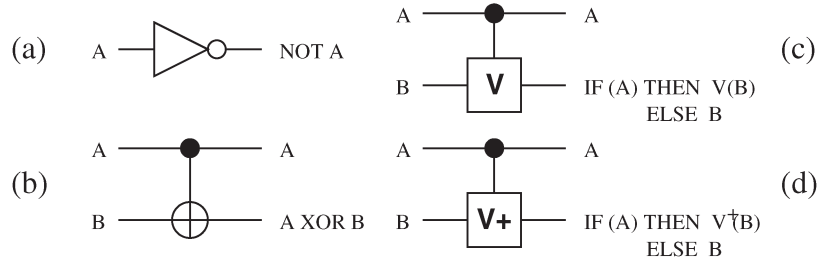 (a)
A
NOT A
(b)
A
A
B
A XOR B
A
A
(c)
B
V
IF (A) THEN V(B)
ELSE B
A
A
(d)
B
V+
IF (A) THEN V†(B)
ELSE B